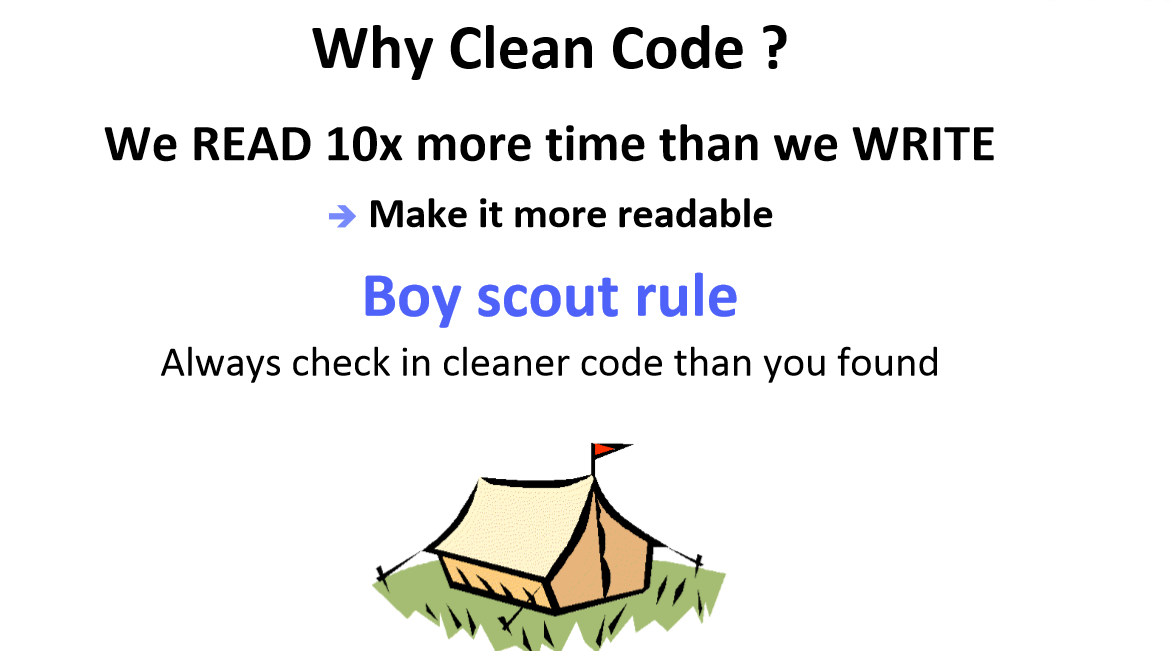 Why Clean Code ?
We READ 10x more time than we WRITE
➔ Make it more readable
Boy scout rule
Always check in cleaner code than you found